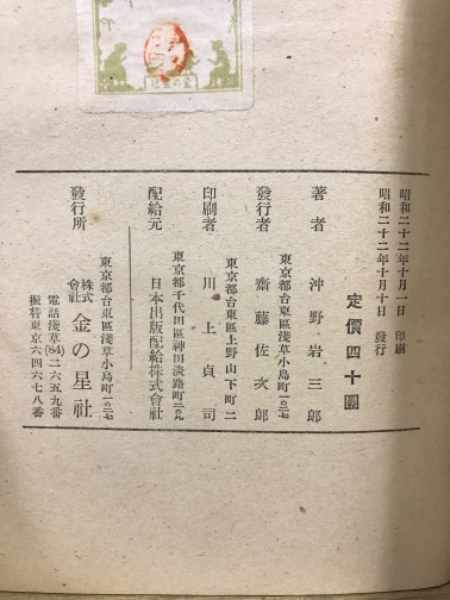 昭和二十二年十月一日 印刷
昭和二十二年十月十日 發行
定價四十圓
著者 沖野岩三郎
東京都台東區淺草小島町一ノ二七
發行者 齋藤佐次郎
東京都台東區上野山下町二
印刷者 川上貞司
東京都千代田區神田淡路町二ノ九
配給元 日本出版配給株式會社
東京都台東區淺草小島町一ノ二七
發行所 株式會社 金の星社
電話淺草(84)二六五九番
振替東京六四六七八番